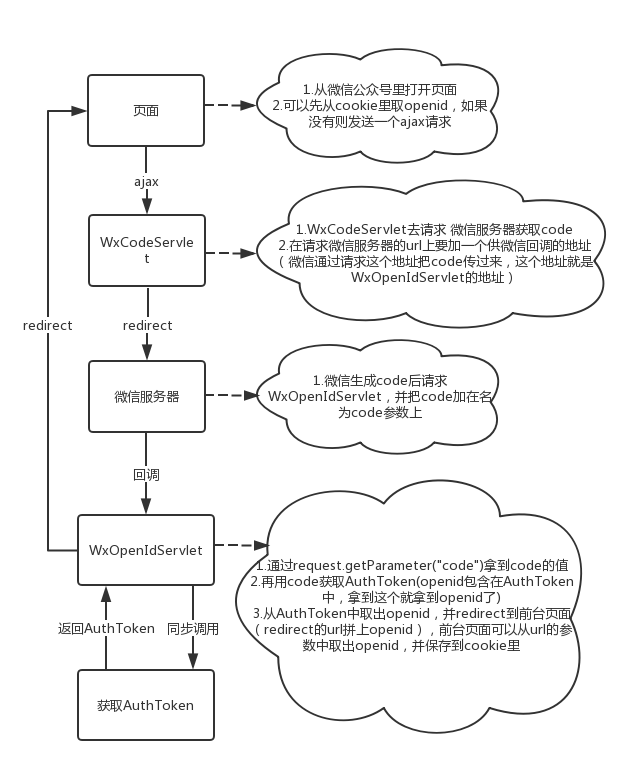 页面
1.从微信公众号里打开页面
2.可以先从cookie里取openid，如果
没有则发送一个ajax请求
ajax
WxCodeServle
t
1.WxCodeServlet去请求 微信服务器获取code
2.在请求微信服务器的url上要加一个供微信回调的地址
（微信通过请求这个地址把code传过来，这个地址就是
WxOpenIdServlet的地址）
redirect
redirect
微信服务器
1.微信生成code后请求
WxOpenIdServlet，并把code加在名
为code参数上
回调
WxOpenIdServlet
1.通过request.getParameter("code")拿到code的值
2.再用code获取AuthToken(openid包含在AuthToken
中，拿到这个就拿到openid了)
3.从AuthToken中取出openid，并redirect到前台页面
（redirect的url拼上openid），前台页面可以从url的参
数中取出openid，并保存到cookie里
返回AuthToken
同步调用
获取AuthToken